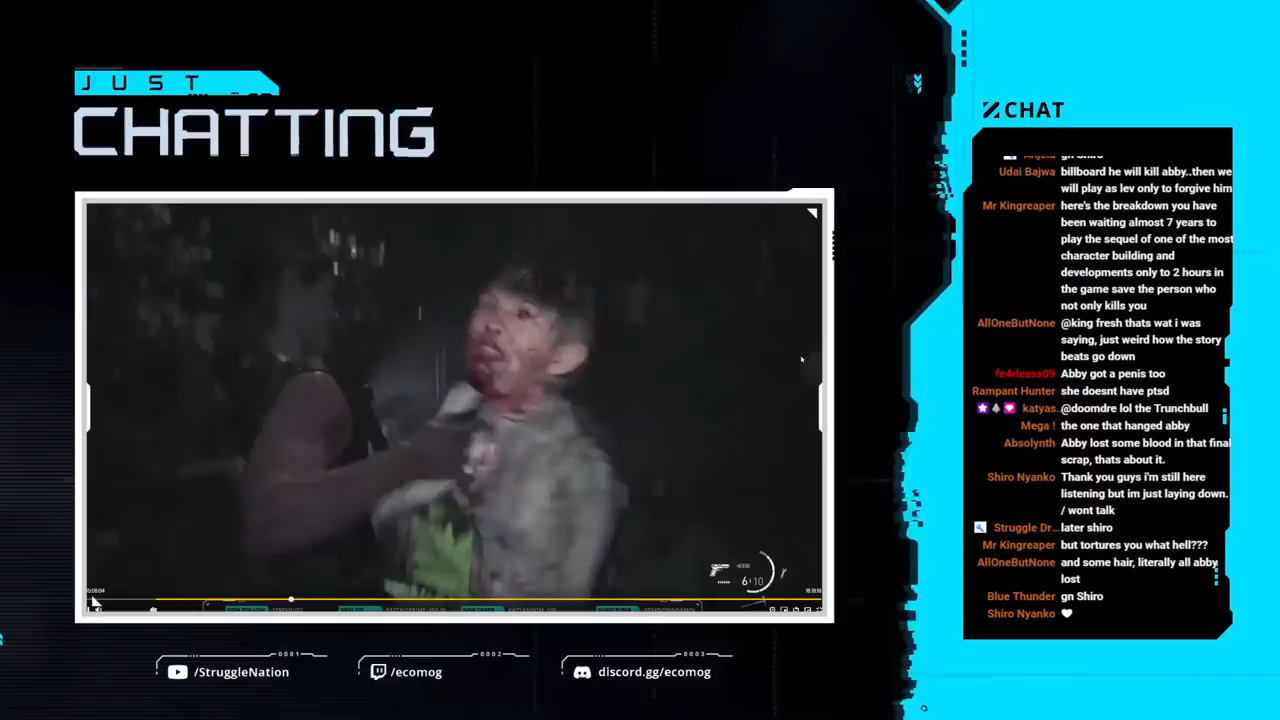 JUST
CHATTING
CHAT
gn Shiro
Udai Bajwa billboard he will kill abby..then we
will play as lev only to forgive him
Mr Kingreaper here's the breakdown you have
been waiting almost 7 years to
play the sequel of one of the most
character building and
developments only to 2 hours in
the game save the person who
not only kills you
AllOneButNone @king fresh thats wat i was
saying, just weird how the story
beats go down
fe4rlesss09 Abby got a penis too
Rampant Hunter she doesnt have ptsd
katyas.. @doomdre lol the Trunchbull
Mega ! the one that hanged abby
Absolynth Abby lost some blood in that final
scrap, thats about it.
Shiro Nyanko Thank you guys i'm still here
listening but im just laying down.
/ wont talk
Struggle Dr... later shiro
Mr Kingreaper but tortures you what hell???
AllOneButNone and some hair, literally all abby
lost
Blue Thunder gn Shiro
Shiro Nyanko
6 10
0001
/StruggleNation
0002
/ecomog
0003
discord.gg/ecomog